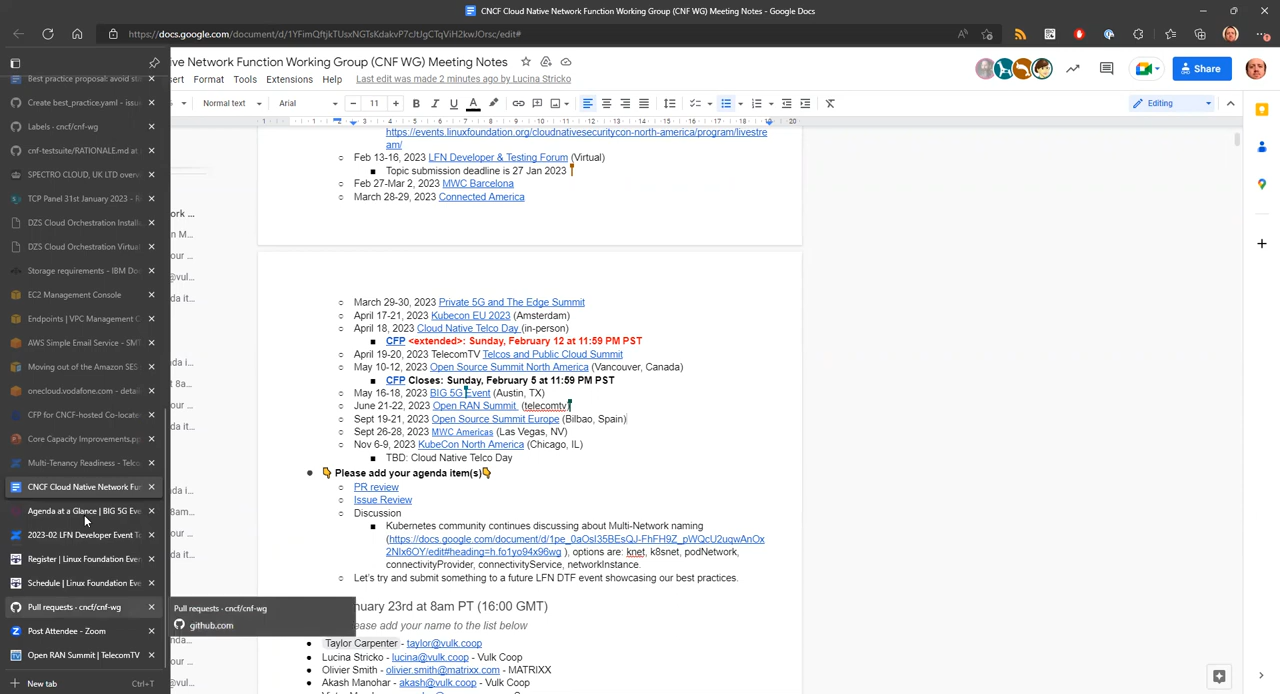 CNCF Cloud Native Network Function Working Group (CNF WG) Meeting Notes - Google Docs
https://docs.google.com/document/d/1YFimQftjkTUsxNGTsKdakvP7cJtJgCTqViH2kwJOrsc/edit#
ve Network Function Working Group (CNF WG) Meeting Notes
sert Format Tools Extensions Help Last edit was made 2 minutes ago by Lucina Stricko
Share
Normal text Arial 11 Editing
Best practice proposal: avoid st
Create best_practice.yaml - issu
Labels - cncf/cnf-wg
cnf-testsuite/RATIONALE.md at
SPECTRO CLOUD, UK LTD overv
TCP Panel 31st January 2023 - R
DZS Cloud Orchestration Install
DZS Cloud Orchestration Virtua
Storage requirements - IBM Do
EC2 Management Console
Endpoints | VPC Management C
AWS Simple Email Service - SMT
Moving out of the Amazon SES
onecloud.vodafone.com - detai
CFP for CNCF-hosted Co-locate
Core Capacity Improvements.pp
Multi-Tenancy Readiness - Telco
CNCF Cloud Native Network Fu
Agenda at a Glance | BIG 5G Eve
2023-02 LFN Developer Event To
Register | Linux Foundation Even
Schedule | Linux Foundation Eve
Pull requests - cncf/cnf-wg
Post Attendee - Zoom
Open RAN Summit | TelecomTV
New tab Ctrl+T
Pull requests - cncf/cnf-wg
github.com
https://events.linuxfoundation.org/cloudnativesecuritycon-north-america/program/livestre
am/
Feb 13-16, 2023 LFN Developer & Testing Forum (Virtual)
Topic submission deadline is 27 Jan 2023
Feb 27-Mar 2, 2023 MWC Barcelona
March 28-29, 2023 Connected America
March 29-30, 2023 Private 5G and The Edge Summit
April 17-21, 2023 Kubecon EU 2023 (Amsterdam)
April 18, 2023 Cloud Native Telco Day (in-person)
CFP <extended>: Sunday, February 12 at 11:59 PM PST
April 19-20, 2023 TelecomTV Telcos and Public Cloud Summit
May 10-12, 2023 Open Source Summit North America (Vancouver, Canada)
CFP Closes: Sunday, February 5 at 11:59 PM PST
May 16-18, 2023 BIG 5G Event (Austin, TX)
June 21-22, 2023 Open RAN Summit (telecomtv)
Sept 19-21, 2023 Open Source Summit Europe (Bilbao, Spain)
Sept 26-28, 2023 MWC Americas (Las Vegas, NV)
Nov 6-9, 2023 KubeCon North America (Chicago, IL)
TBD: Cloud Native Telco Day
👇 Please add your agenda item(s)👇
PR review
Issue Review
Discussion
Kubernetes community continues discussing about Multi-Network naming
(https://docs.google.com/document/d/1pe_0aOsI35BEsQJ-FhFH9Z_pWQcU2uqwAnOx
2NIx6OY/edit#heading=h.fo1yo94x96wg ), options are: knet, k8snet, podNetwork,
connectivityProvider, connectivityService, networkInstance.
Let's try and submit something to a future LFN DTF event showcasing our best practices.
nuary 23rd at 8am PT (16:00 GMT)
ease add your name to the list below
Taylor Carpenter - taylor@vulk.coop
Lucina Stricko - lucina@vulk.coop - Vulk Coop
Olivier Smith - olivier.smith@matrixx.com - MATRIXX
Akash Manohar - akash@vulk.coop - Vulk Coop